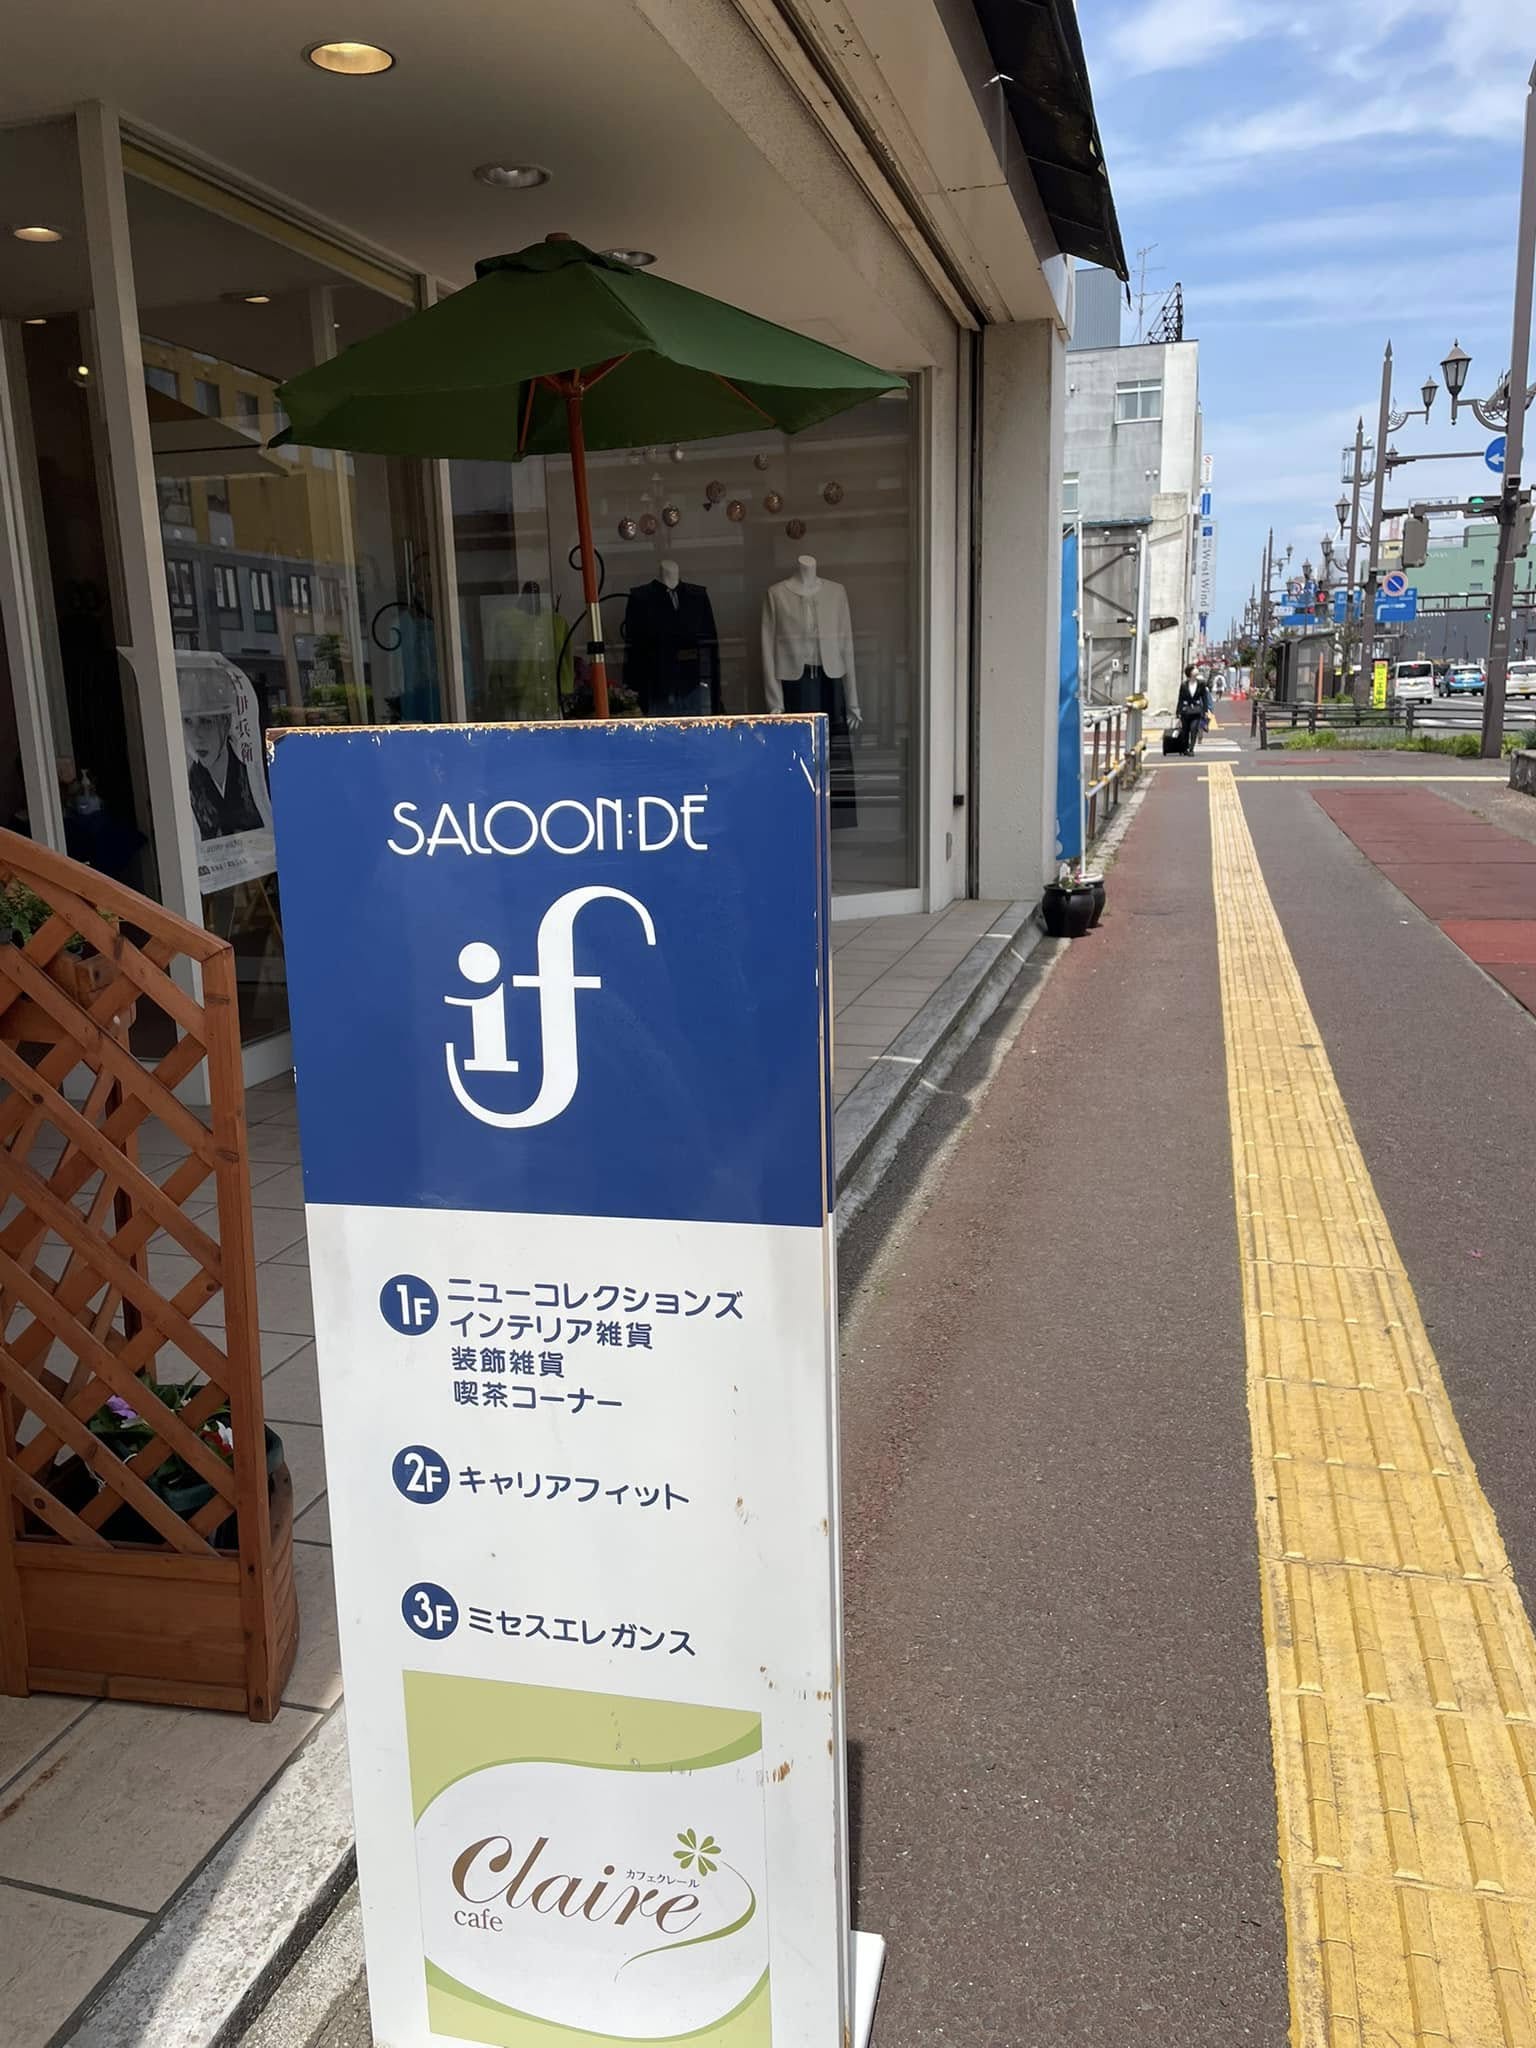 SALOON:DE
if
1F ニューコレクションズ
インテリア雑貨
装飾雑貨
喫茶コーナー
2F キャリアフィット
3F ミセスエレガンス
カフェクレール
Claire
cafe
West Wind